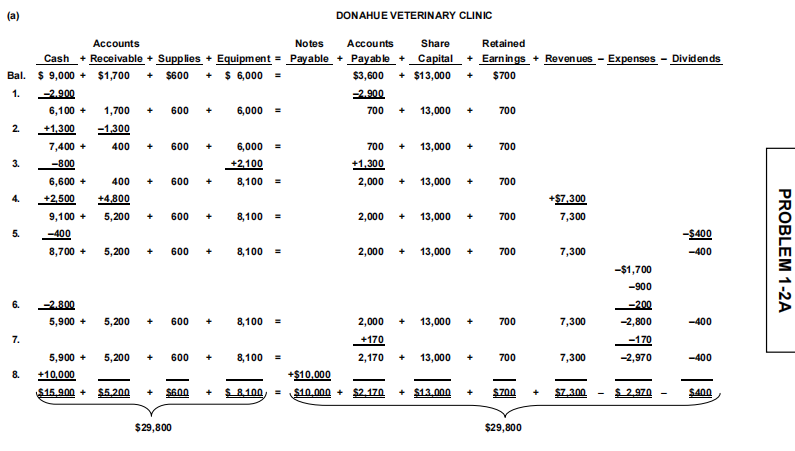 (a) DONAHUE VETERINARY CLINIC
Accounts Notes Accounts Share Retained
Cash + Receivable + Supplies + Equipment = Payable + Payable + Capital + Earnings + Revenues – Expenses – Dividends
Bal. $ 9,000 + $1,700 + $600 + $ 6,000 = $3,600 + $13,000 + $700
1. –2,900 –2,900
6,100 + 1,700 + 600 + 6,000 = 700 + 13,000 + 700
2. +1,300 –1,300
7,400 + 400 + 600 + 6,000 = 700 + 13,000 + 700
3. –800 +2,100 +1,300
6,600 + 400 + 600 + 8,100 = 2,000 + 13,000 + 700
4. +2,500 +4,800 +$7,300
9,100 + 5,200 + 600 + 8,100 = 2,000 + 13,000 + 700 7,300
5. –400 –$400
8,700 + 5,200 + 600 + 8,100 = 2,000 + 13,000 + 700 7,300 –400
–$1,700
–900
6. –2,800 –200
5,900 + 5,200 + 600 + 8,100 = 2,000 + 13,000 + 700 7,300 –2,800 –400
7. +170 –170
5,900 + 5,200 + 600 + 8,100 = 2,170 + 13,000 + 700 7,300 –2,970 –400
8. +10,000 +$10,000
$15,900 + $5,200 + $600 + $ 8,100 = $10,000 + $2,170 + $13,000 + $700 + $7,300 – $ 2,970 – $400
$29,800 $29,800
PROBLEM 1-2A